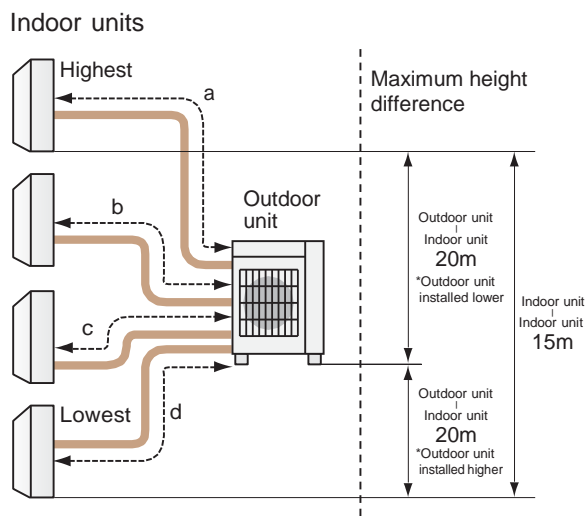 Indoor units
Highest
a
Maximum height
difference
b
Outdoor
unit
Outdoor unit
Indoor unit
20m
*Outdoor unit
installed lower
Indoor unit
Indoor unit
15m
c
Lowest
d
Outdoor unit
Indoor unit
20m
*Outdoor unit
installed higher